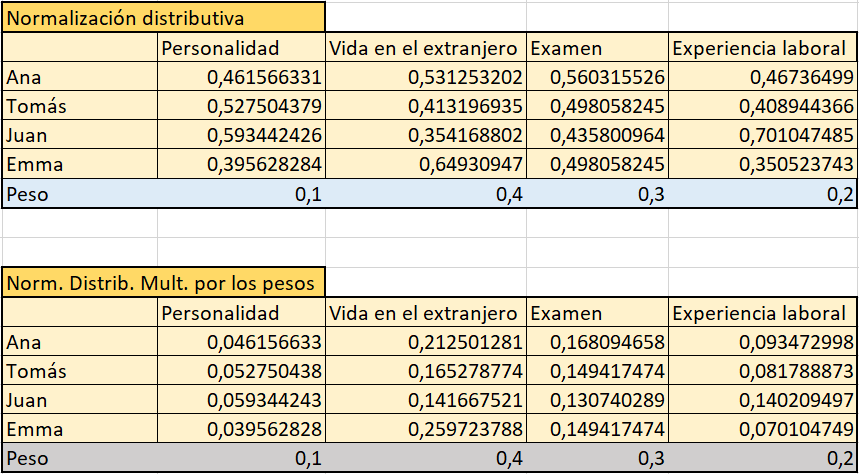 Normalización distributiva
Personalidad Vida en el extranjero Examen Experiencia laboral
Ana 0,461566331 0,531253202 0,560315526 0,46736499
Tomás 0,527504379 0,413196935 0,498058245 0,408944366
Juan 0,593442426 0,354168802 0,435800964 0,701047485
Emma 0,395628284 0,64930947 0,498058245 0,350523743
Peso 0,1 0,4 0,3 0,2
Norm. Distrib. Mult. por los pesos
Personalidad Vida en el extranjero Examen Experiencia laboral
Ana 0,046156633 0,212501281 0,168094658 0,093472998
Tomás 0,052750438 0,165278774 0,149417474 0,081788873
Juan 0,059344243 0,141667521 0,130740289 0,140209497
Emma 0,039562828 0,259723788 0,149417474 0,070104749
Peso 0,1 0,4 0,3 0,2